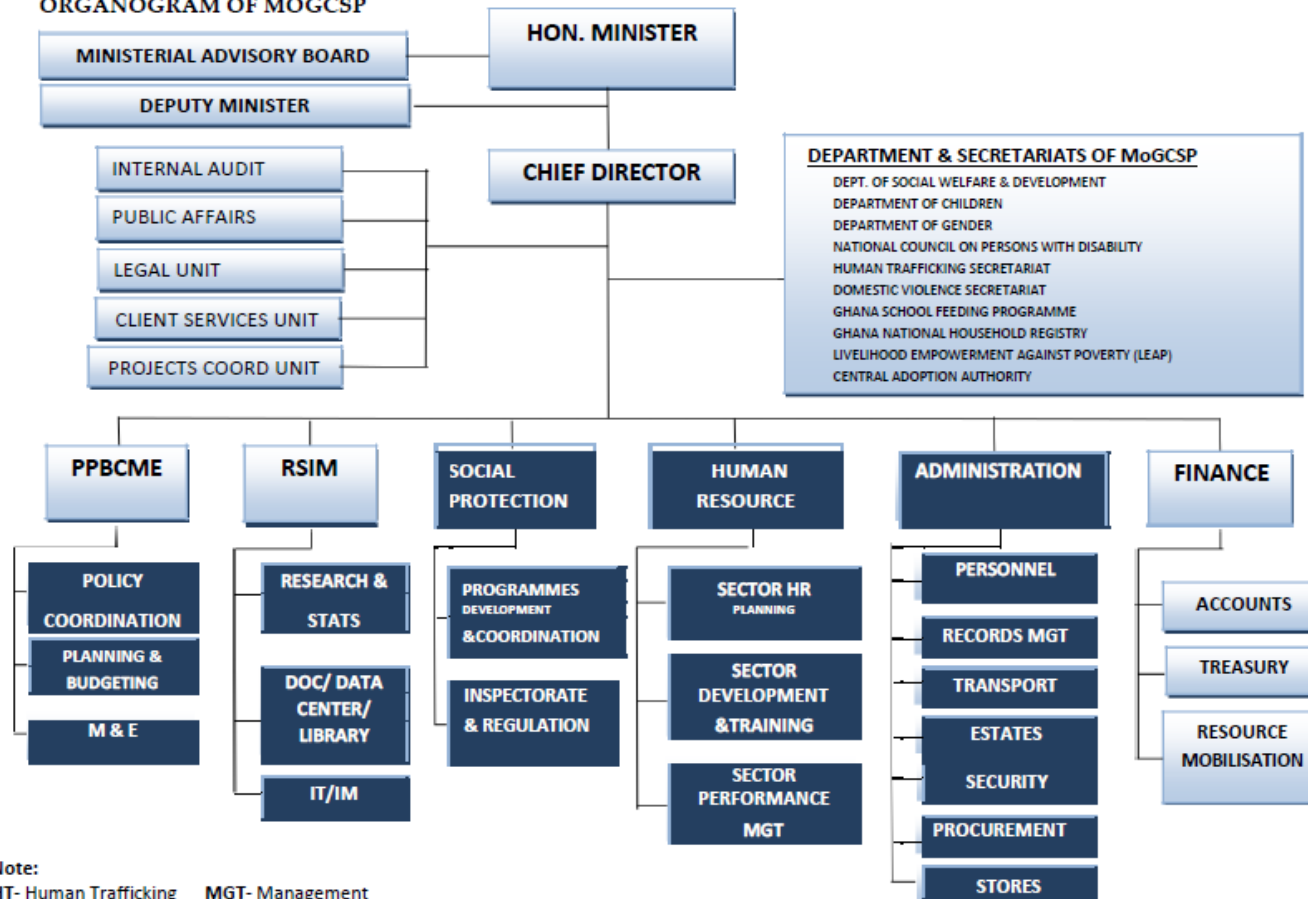 ORGANOGRAM OF MOGCSP
HON. MINISTER
MINISTERIAL ADVISORY BOARD
DEPUTY MINISTER
CHIEF DIRECTOR
INTERNAL AUDIT
PUBLIC AFFAIRS
LEGAL UNIT
CLIENT SERVICES UNIT
PROJECTS COORD UNIT
DEPARTMENT & SECRETARIATS OF MoGCSP
DEPT. OF SOCIAL WELFARE & DEVELOPMENT
DEPARTMENT OF CHILDREN
DEPARTMENT OF GENDER
NATIONAL COUNCIL ON PERSONS WITH DISABILITY
HUMAN TRAFFICKING SECRETARIAT
DOMESTIC VIOLENCE SECRETARIAT
GHANA SCHOOL FEEDING PROGRAMME
GHANA NATIONAL HOUSEHOLD REGISTRY
LIVELIHOOD EMPOWERMENT AGAINST POVERTY (LEAP)
CENTRAL ADOPTION AUTHORITY
PPBCME
POLICY
COORDINATION
PLANNING &
BUDGETING
M & E
RSIM
RESEARCH &
STATS
DOC/ DATA
CENTER/
LIBRARY
IT/IM
SOCIAL
PROTECTION
PROGRAMMES
DEVELOPMENT
&COORDINATION
INSPECTORATE
& REGULATION
HUMAN
RESOURCE
SECTOR HR
PLANNING
SECTOR
DEVELOPMENT
&TRAINING
SECTOR
PERFORMANCE
MGT
ADMINISTRATION
PERSONNEL
RECORDS MGT
TRANSPORT
ESTATES
SECURITY
PROCUREMENT
STORES
FINANCE
ACCOUNTS
TREASURY
RESOURCE
MOBILISATION
Note:
HT- Human Trafficking MGT- Management